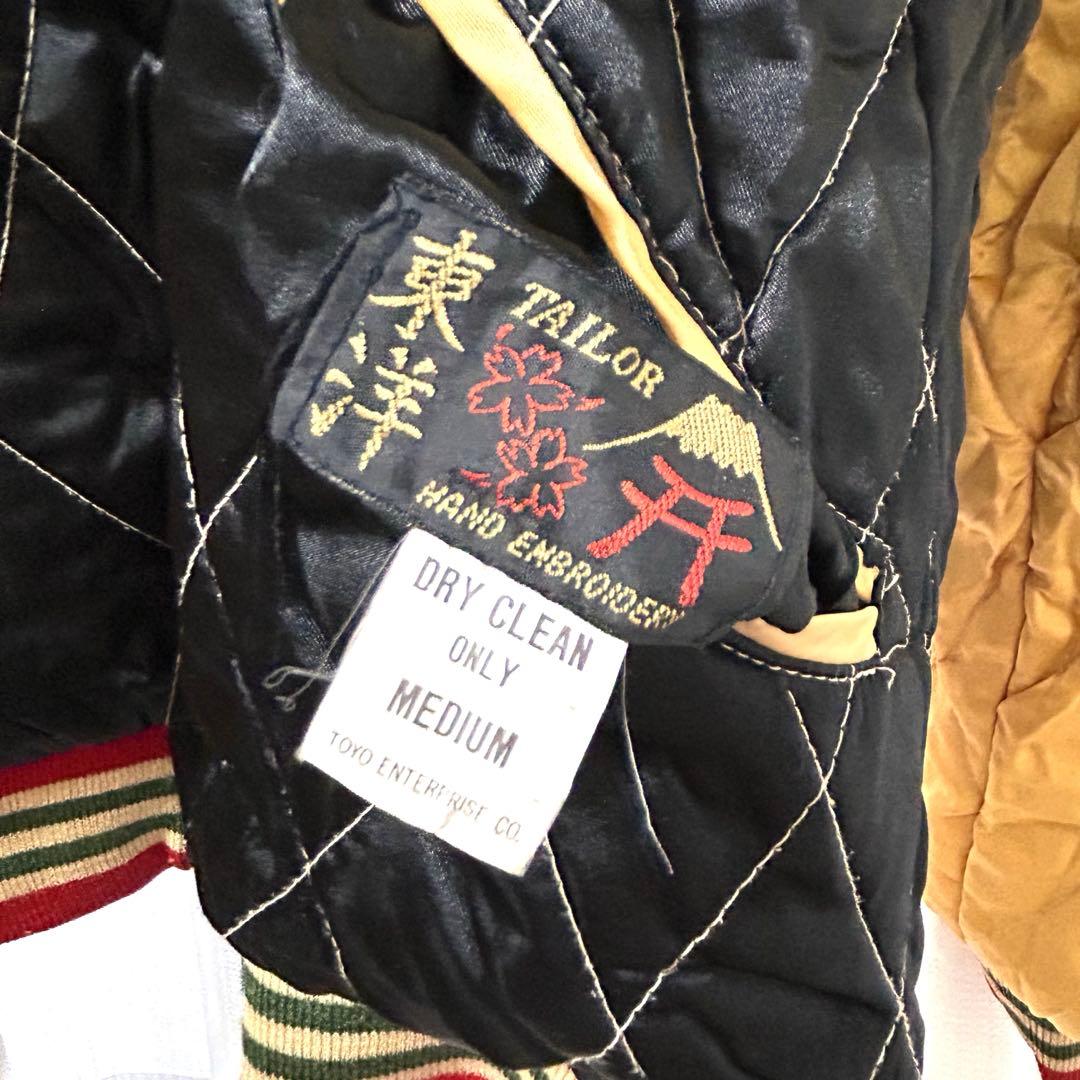 東洋
TAILOR
HAND EMBROIDERY
DRY CLEAN
ONLY
MEDIUM
TOYO ENTERPRISE CO.